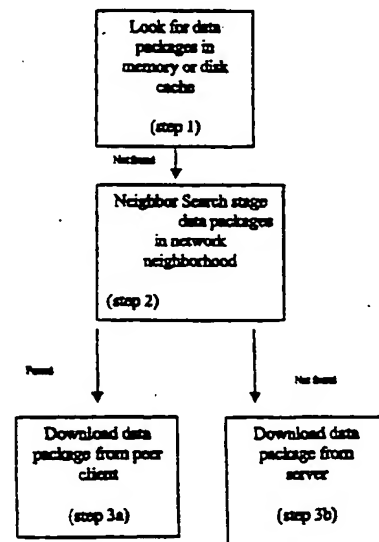 Look for data
packages in
memory or disk
cache
(step 1)
Not found
Neighbor Search stage
data packages
in network
neighborhood
(step 2)
Found
Not found
Download data
package from peer
client
(step 3a)
Download data
package from
server
(step 3b)